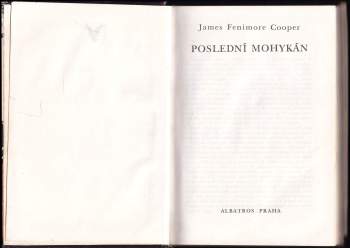 James Fenimore Cooper
POSLEDNÍ MOHYKÁN
ALBATROS PRAHA